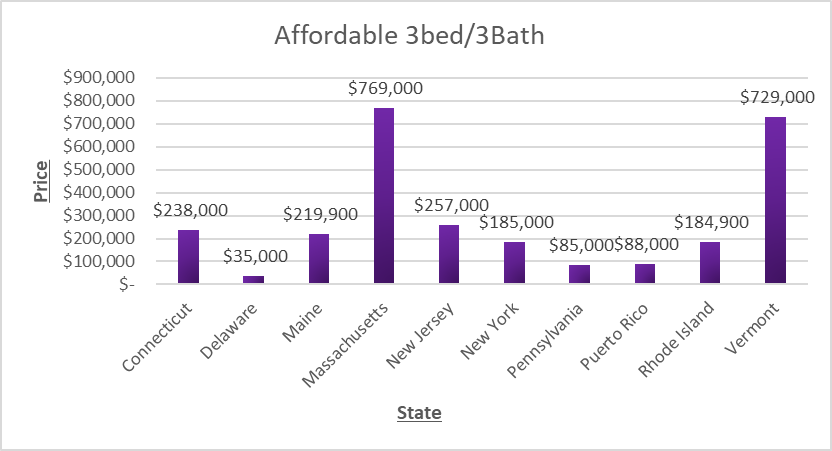 Affordable 3bed/3Bath
$900,000
$800,000
$700,000
$600,000
$500,000
$400,000
$300,000
$200,000
$100,000
$-
Price
$238,000
$35,000
$219,900
$769,000
$257,000
$185,000
$85,000
$88,000
$184,900
$729,000
Connecticut
Delaware
Maine
Massachusetts
New Jersey
New York
Pennsylvania
Puerto Rico
Rhode Island
Vermont
State